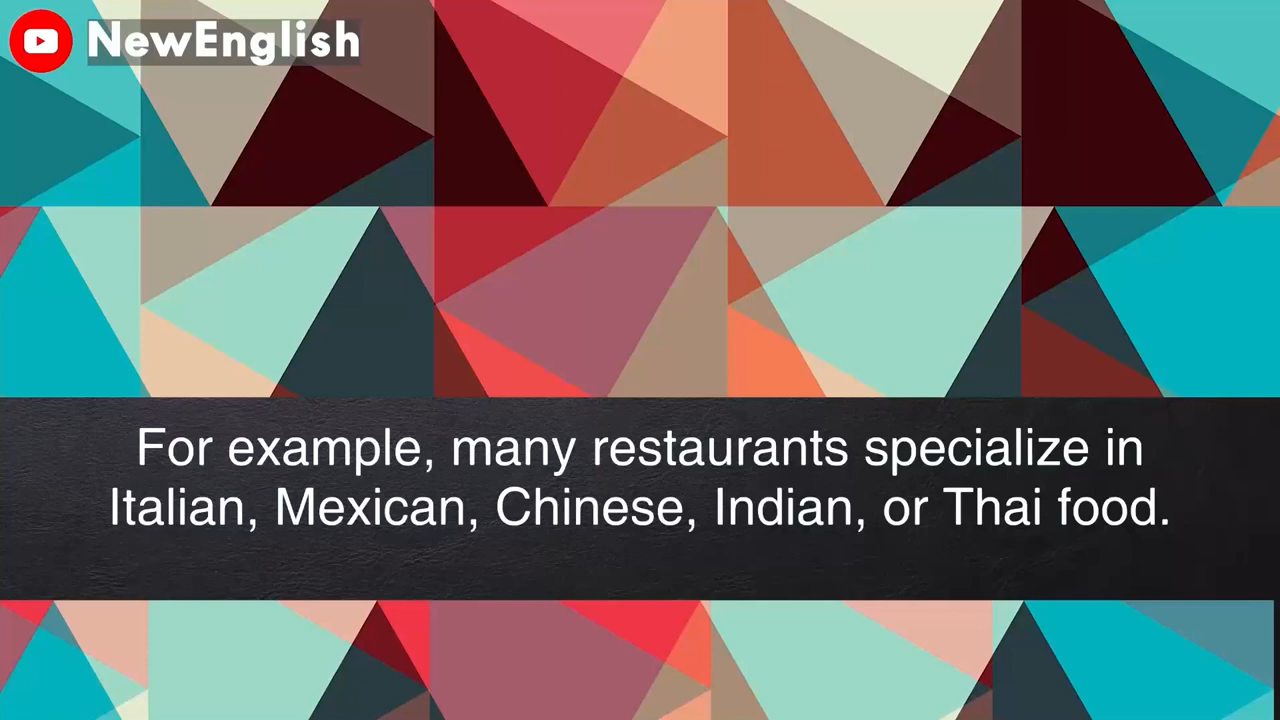 NewEnglish
For example, many restaurants specialize in
Italian, Mexican, Chinese, Indian, or Thai food.